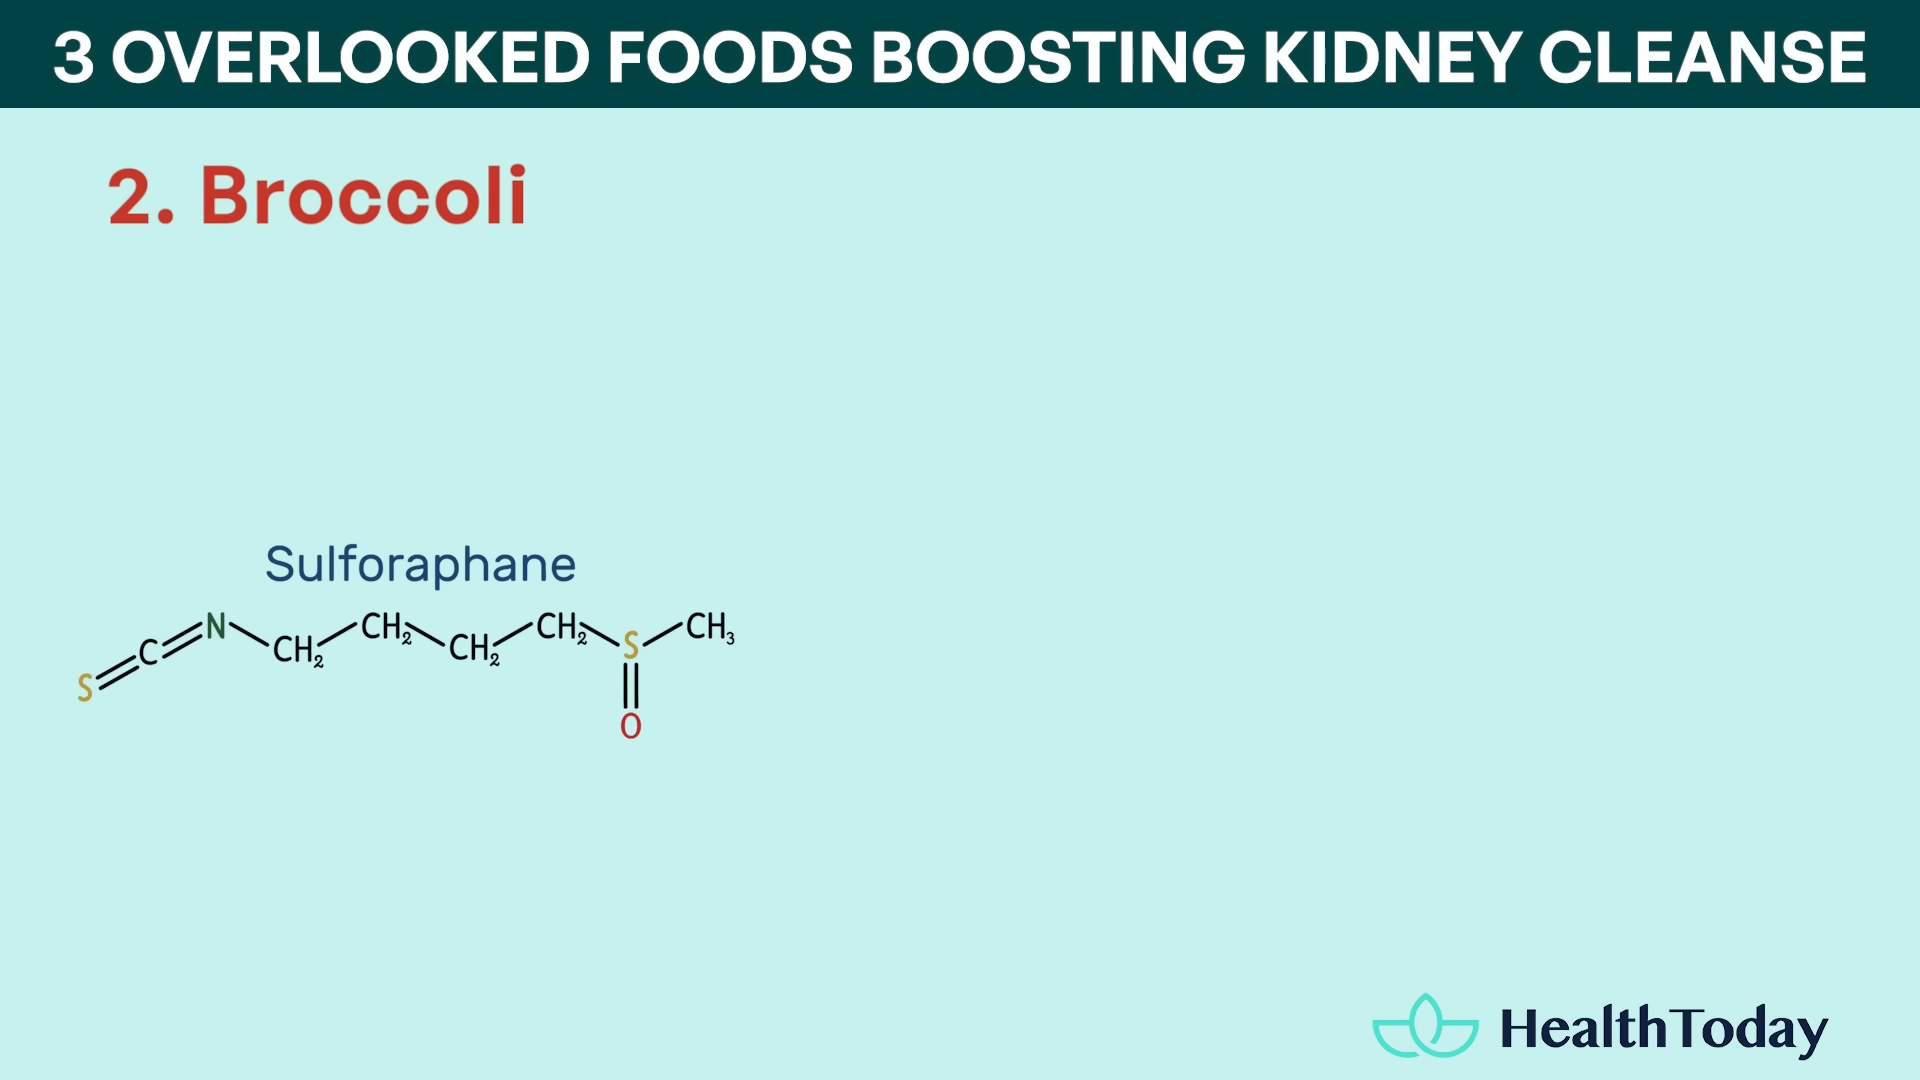 3 OVERLOOKED FOODS BOOSTING KIDNEY CLEANSE
2. Broccoli
Sulforaphane
S C N CH₂ CH₂ CH₂ CH₂ S CH₃
O
HealthToday